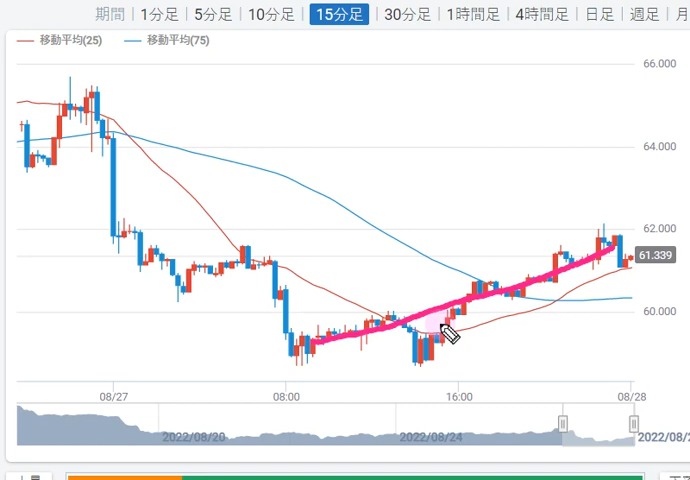 期間 1分足 5分足 10分足 15分足 30分足 1時間足 4時間足 日足 週足 月
移動平均(25) 移動平均(75)
66.000
64.000
62.000
61.339
60.000
08/27 08:00 16:00 08/28
2022/08/20 2022/08/24 2022/08/2